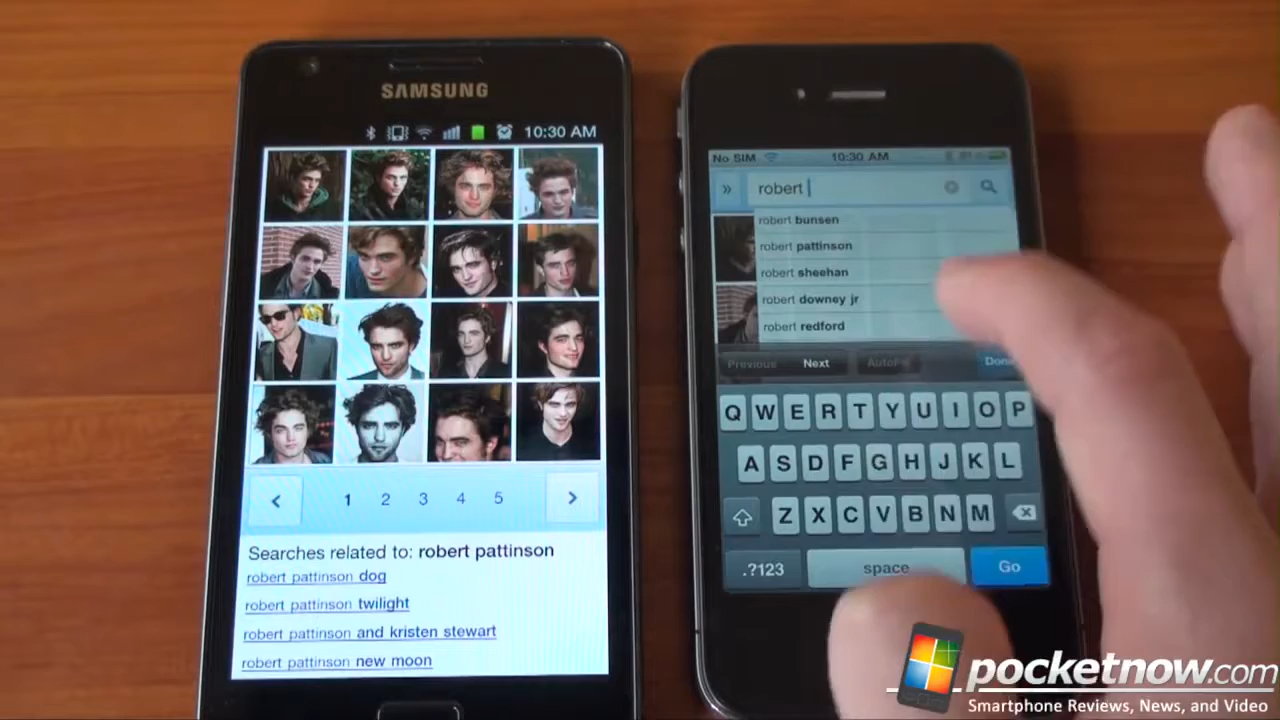 SAMSUNG
10:30 AM
1 2 3 4 5
Searches related to: robert pattinson
robert pattinson dog
robert pattinson twilight
robert pattinson and kristen stewart
robert pattinson new moon
No SIM 10:30 AM
» robert
robert bunsen
robert pattinson
robert sheehan
robert downey jr
robert redford
Previous Next AutoFill Done
Q W E R T Y U I O P
A S D F G H J K L
Z X C V B N M
.?123 space Go
pocketnow.com
Smartphone Reviews, News, and Video